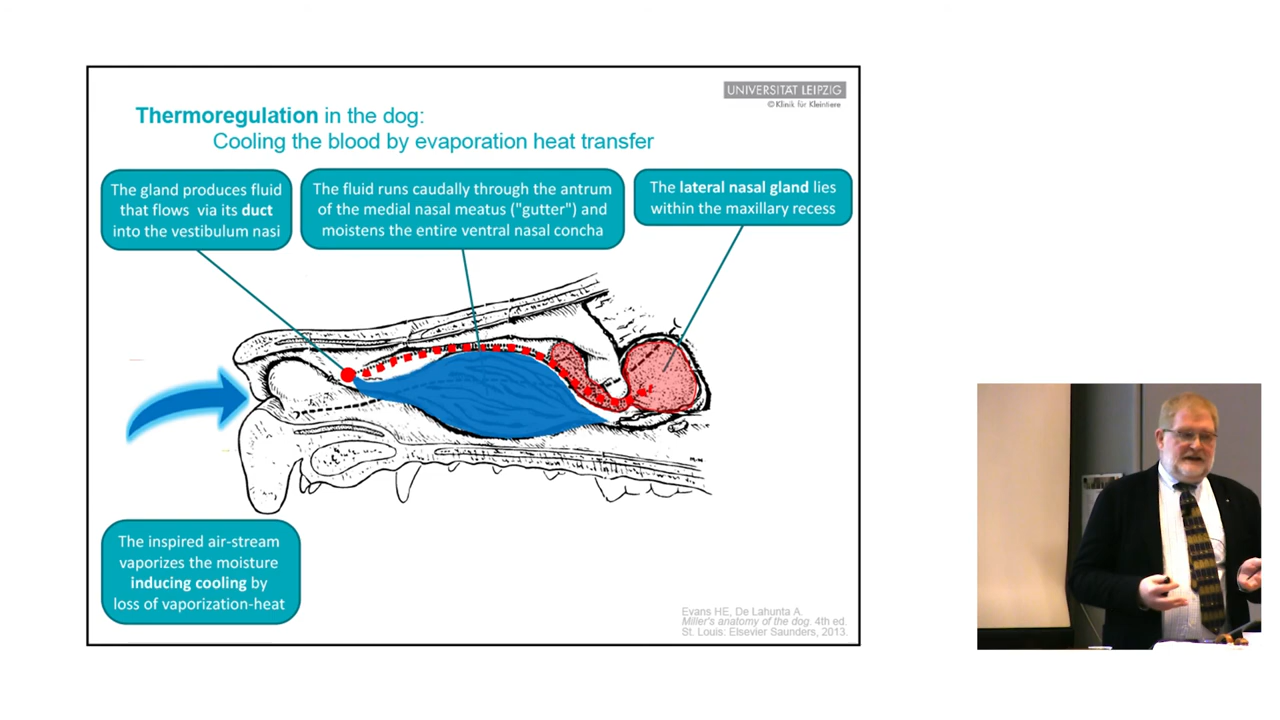 UNIVERSITÄT LEIPZIG
© Klinik für Kleintiere
Thermoregulation in the dog:
Cooling the blood by evaporation heat transfer
The gland produces fluid
that flows via its duct
into the vestibulum nasi
The fluid runs caudally through the antrum
of the medial nasal meatus ("gutter") and
moistens the entire ventral nasal concha
The lateral nasal gland lies
within the maxillary recess
The inspired air-stream
vaporizes the moisture
inducing cooling by
loss of vaporization-heat
Evans HE, De Lahunta A.
Miller's anatomy of the dog. 4th ed.
St. Louis: Elsevier Saunders, 2013.